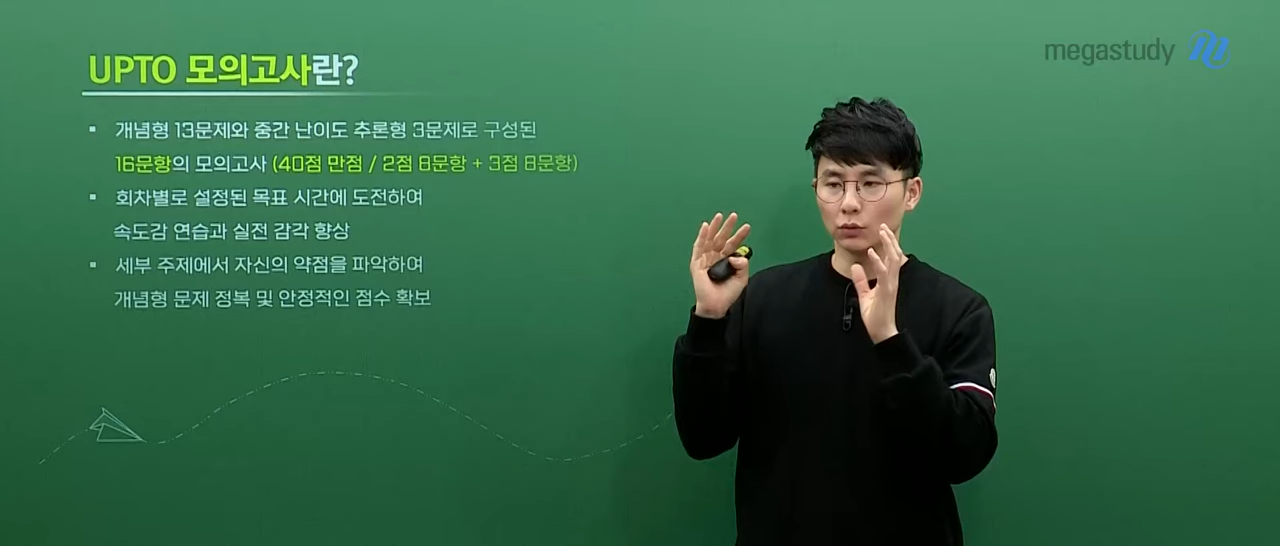 UPTO 모의고사란?
megastudy
▪ 개념형 13문제와 중간 난이도 추론형 3문제로 구성된
16문항의 모의고사 (40점 만점 / 2점 8문항 + 3점 8문항)
▪ 회차별로 설정된 목표 시간에 도전하여
속도감 연습과 실전 감각 향상
▪ 세부 주제에서 자신의 약점을 파악하여
개념형 문제 정복 및 안정적인 점수 확보